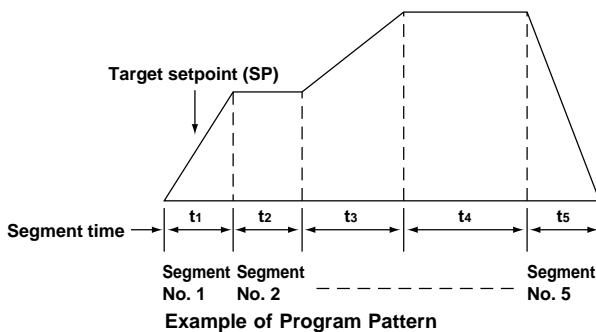 Target setpoint (SP)
t1 t2 t3 t4 t5
Segment time
Segment Segment Segment
No. 1 No. 2 No. 5
Example of Program Pattern